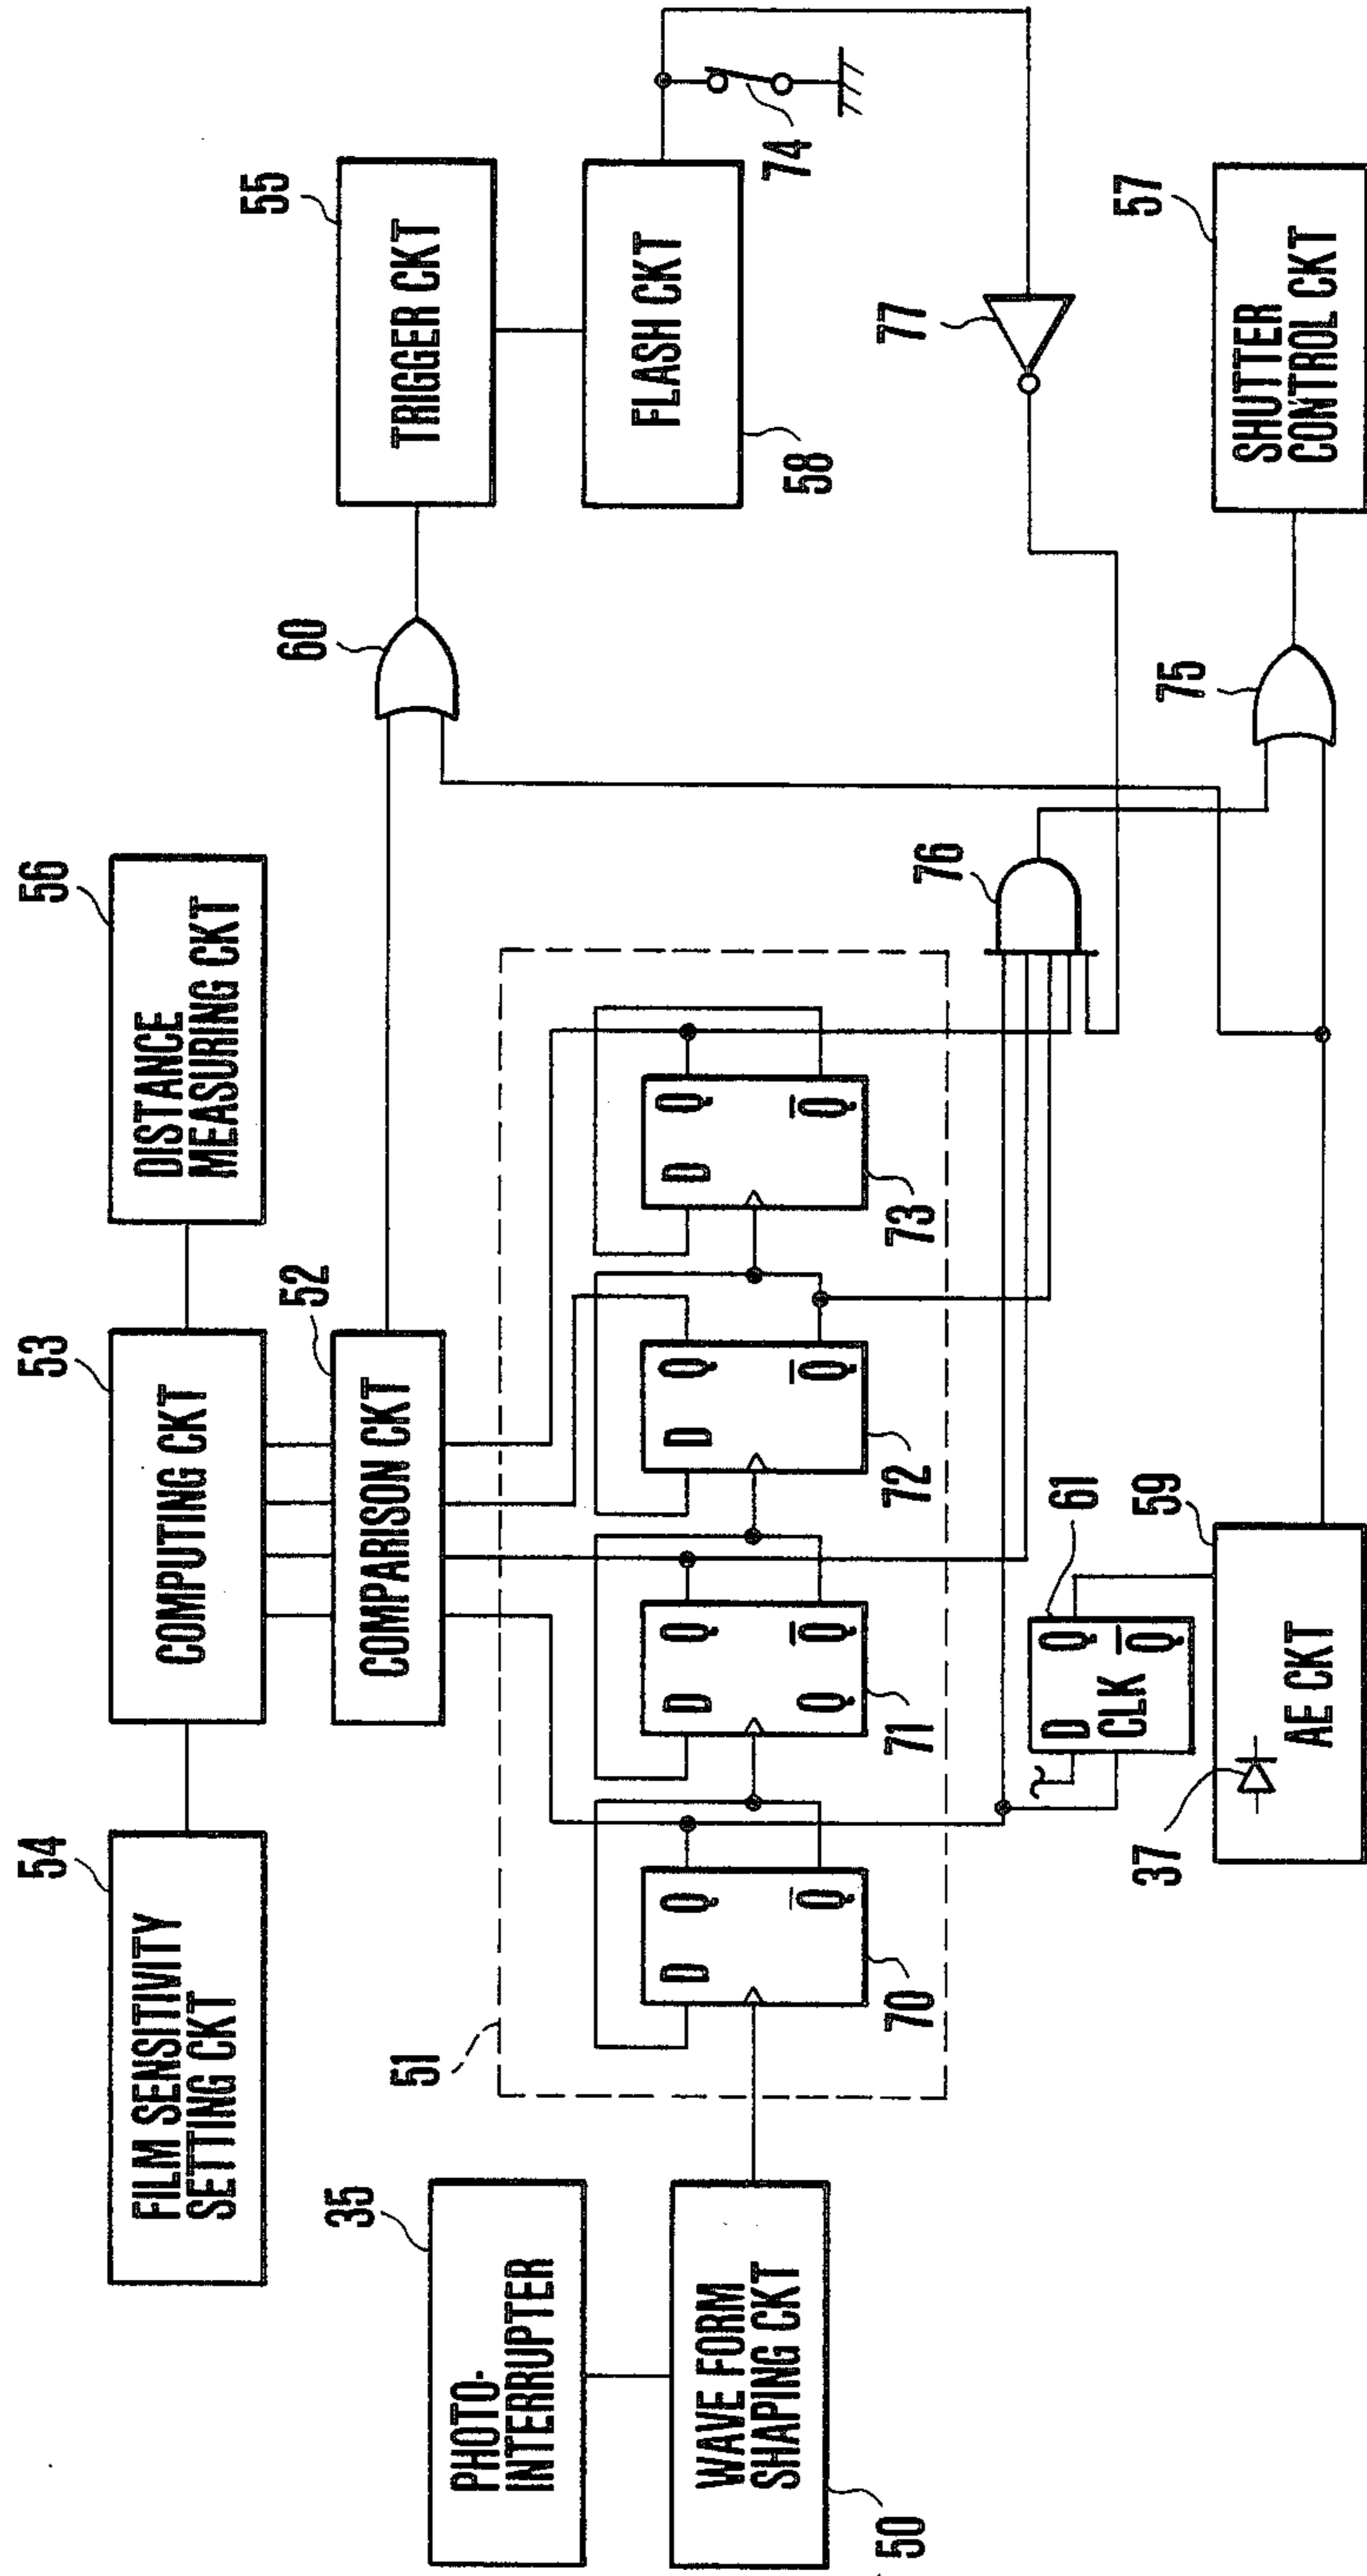 54
FILM SENSITIVITY
SETTING CKT
53
COMPUTING CKT
56
DISTANCE
MEASURING CKT
52
COMPARISON CKT
60
55
TRIGGER CKT
FLASH CKT
58
74
35
PHOTO-
INTERRUPTER
WAVE FORM
SHAPING CKT
50
51
D Q
Q̅
70
D Q
Q Q̅
71
D Q
Q̅
72
D Q
Q̅
73
76
77
61
D Q
CLK Q̅
59
37
AE CKT
75
57
SHUTTER
CONTROL CKT